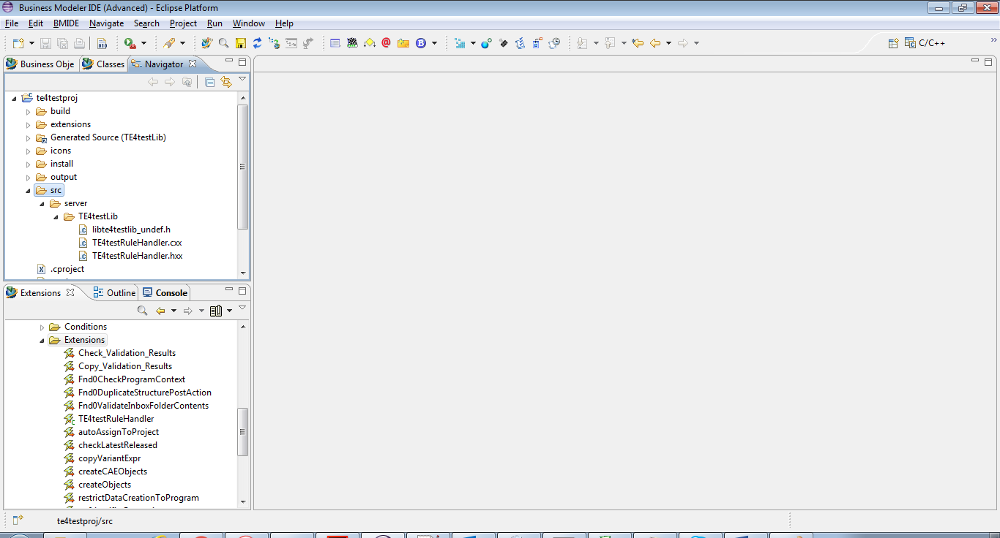 Business Modeler IDE (Advanced) - Eclipse Platform
File Edit BMIDE Navigate Search Project Run Window Help
010 C/C++ »
Business Obje Classes Navigator
te4testproj
build
extensions
Generated Source (TE4testLib)
icons
install
output
src
server
TE4testLib
libte4testlib_undef.h
TE4testRuleHandler.cxx
TE4testRuleHandler.hxx
.cproject
Extensions Outline Console
Conditions
Extensions
Check_Validation_Results
Copy_Validation_Results
Fnd0CheckProgramContext
Fnd0DuplicateStructurePostAction
Fnd0ValidateInboxFolderContents
TE4testRuleHandler
autoAssignToProject
checkLatestReleased
copyVariantExpr
createCAEObjects
createObjects
restrictDataCreationToProgram
te4testproj/src